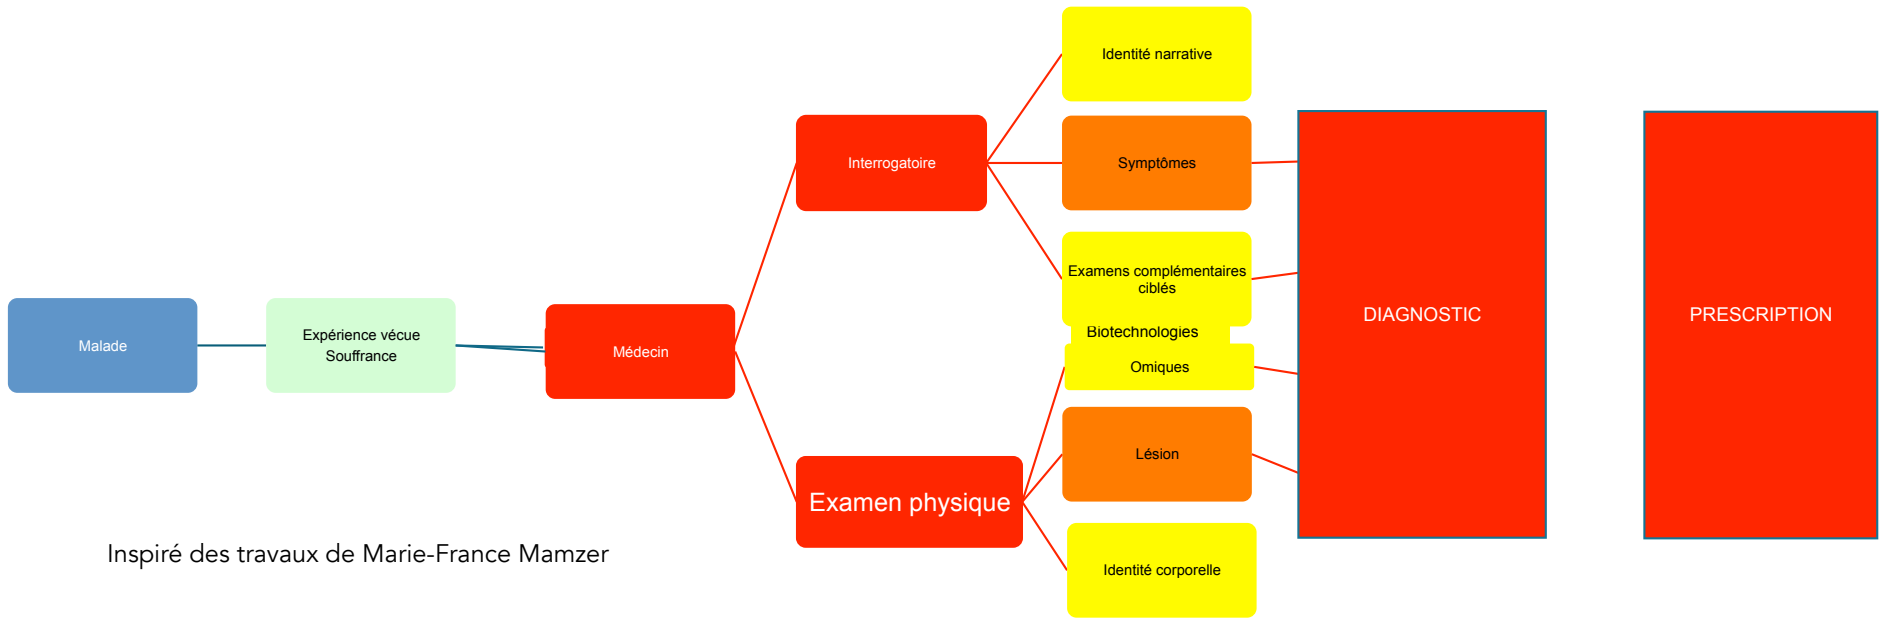 Malade
Expérience vécue
Souffrance
Médecin
Interrogatoire
Examen physique
Identité narrative
Symptômes
Examens complémentaires
ciblés
Biotechnologies
Omiques
Lésion
Identité corporelle
DIAGNOSTIC
PRESCRIPTION
Inspiré des travaux de Marie-France Mamzer